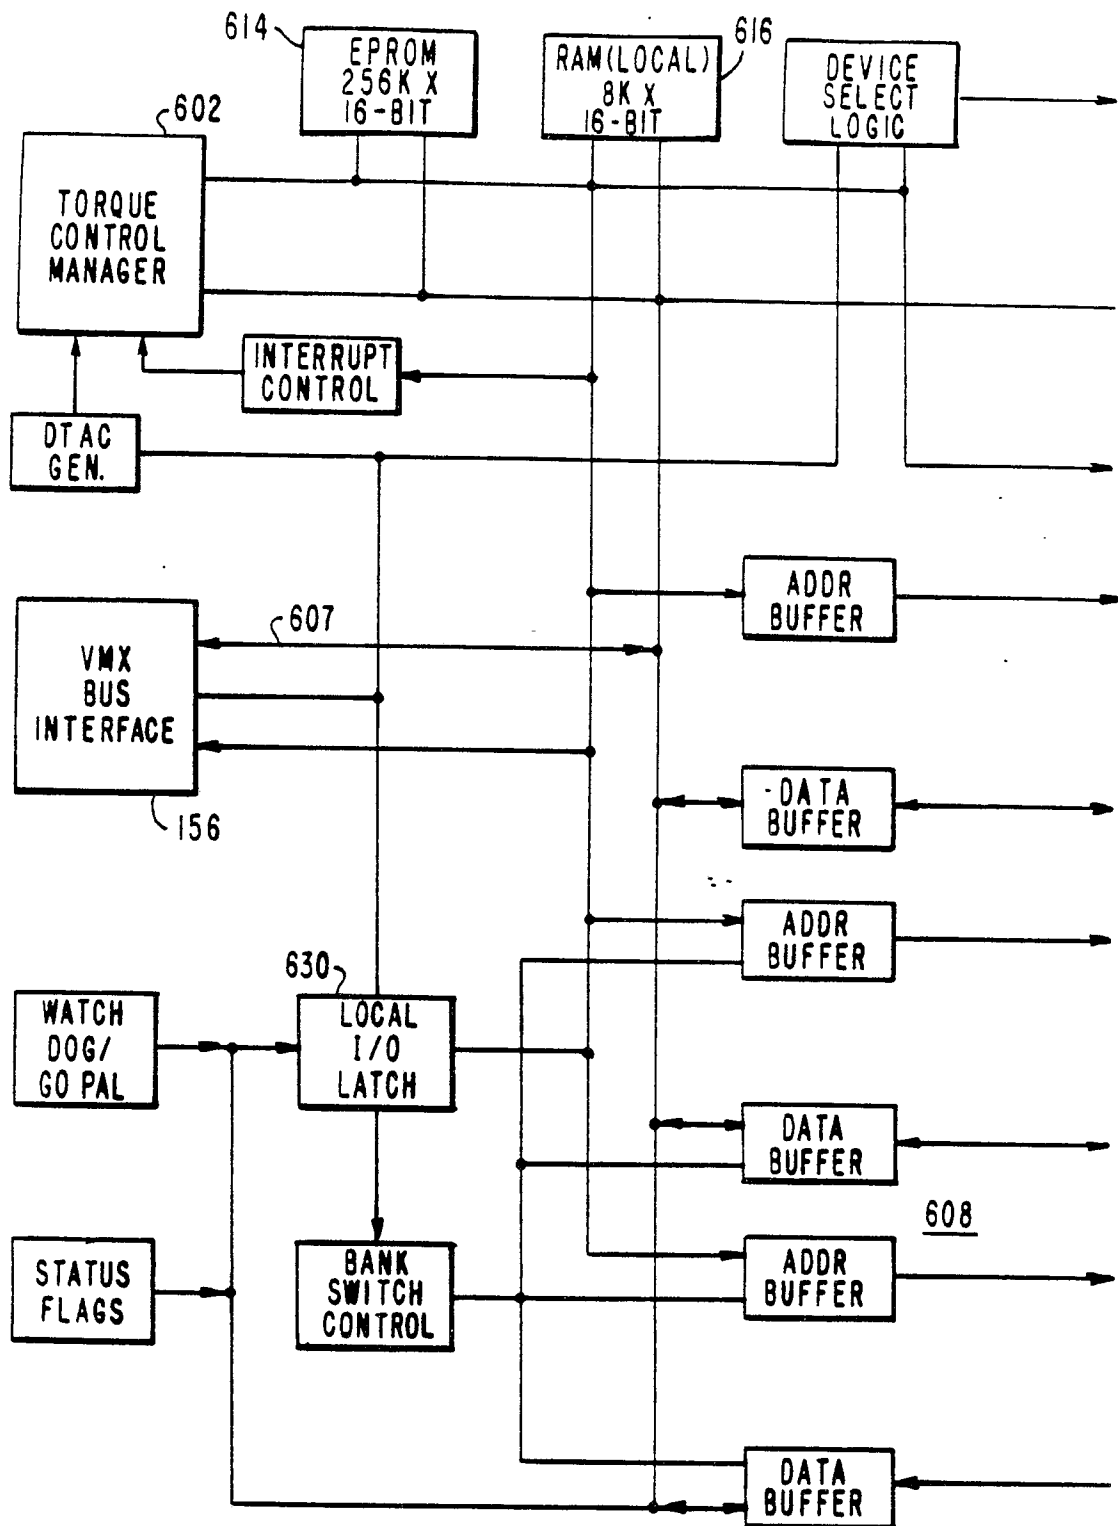 614
EPROM
256K X
16-BIT
RAM(LOCAL)
8K X
16-BIT
616
DEVICE
SELECT
LOGIC
602
TORQUE
CONTROL
MANAGER
INTERRUPT
CONTROL
DTAC
GEN.
ADDR
BUFFER
607
VMX
BUS
INTERFACE
156
DATA
BUFFER
ADDR
BUFFER
630
WATCH
DOG/
GO PAL
LOCAL
I/O
LATCH
DATA
BUFFER
608
STATUS
FLAGS
BANK
SWITCH
CONTROL
ADDR
BUFFER
DATA
BUFFER